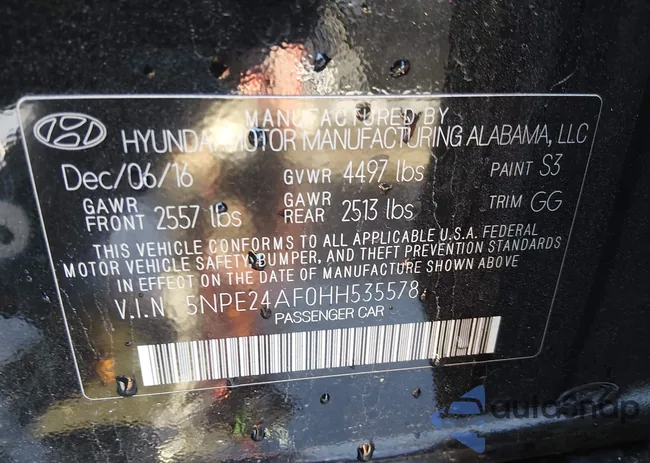 MANUFACTURED BY
HYUNDAI MOTOR MANUFACTURING ALABAMA, LLC
Dec/06/16 GVWR 4497 lbs PAINT S3
GAWR FRONT 2557 lbs GAWR REAR 2513 lbs TRIM GG
THIS VEHICLE CONFORMS TO ALL APPLICABLE U.S.A. FEDERAL
MOTOR VEHICLE SAFETY, BUMPER, AND THEFT PREVENTION STANDARDS
IN EFFECT ON THE DATE OF MANUFACTURE SHOWN ABOVE
V.I.N 5NPE24AF0HH535578
PASSENGER CAR
autosnap